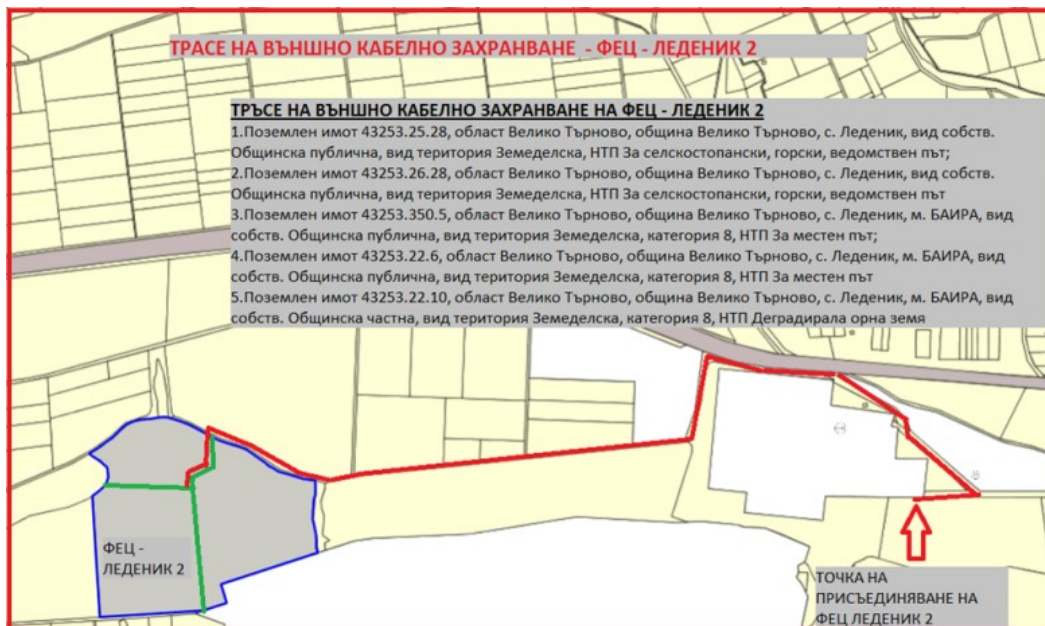 ТРАСЕ НА ВЪНШНО КАБЕЛНО ЗАХРАНВАНЕ - ФЕЦ - ЛЕДЕНИК 2
ТРЪСЕ НА ВЪНШНО КАБЕЛНО ЗАХРАНВАНЕ НА ФЕЦ - ЛЕДЕНИК 2
1.Поземлен имот 43253.25.28, област Велико Търново, община Велико Търново, с. Леденик, вид собств.
Общинска публична, вид територия Земеделска, НТП За селскостопански, горски, ведомствен път;
2.Поземлен имот 43253.26.28, област Велико Търново, община Велико Търново, с. Леденик, вид собств.
Общинска публична, вид територия Земеделска, НТП За селскостопански, горски, ведомствен път
3.Поземлен имот 43253.350.5, област Велико Търново, община Велико Търново, с. Леденик, м. БАИРА, вид
собств. Общинска публична, вид територия Земеделска, категория 8, НТП За местен път;
4.Поземлен имот 43253.22.6, област Велико Търново, община Велико Търново, с. Леденик, м. БАИРА, вид
собств. Общинска публична, вид територия Земеделска, категория 8, НТП За местен път
5.Поземлен имот 43253.22.10, област Велико Търново, община Велико Търново, с. Леденик, м. БАИРА, вид
собств. Общинска частна, вид територия Земеделска, категория 8, НТП Деградирала орна земя
ФЕЦ -
ЛЕДЕНИК 2
ТОЧКА НА
ПРИСЪЕДИНЯВАНЕ НА
ФЕЦ ЛЕДЕНИК 2